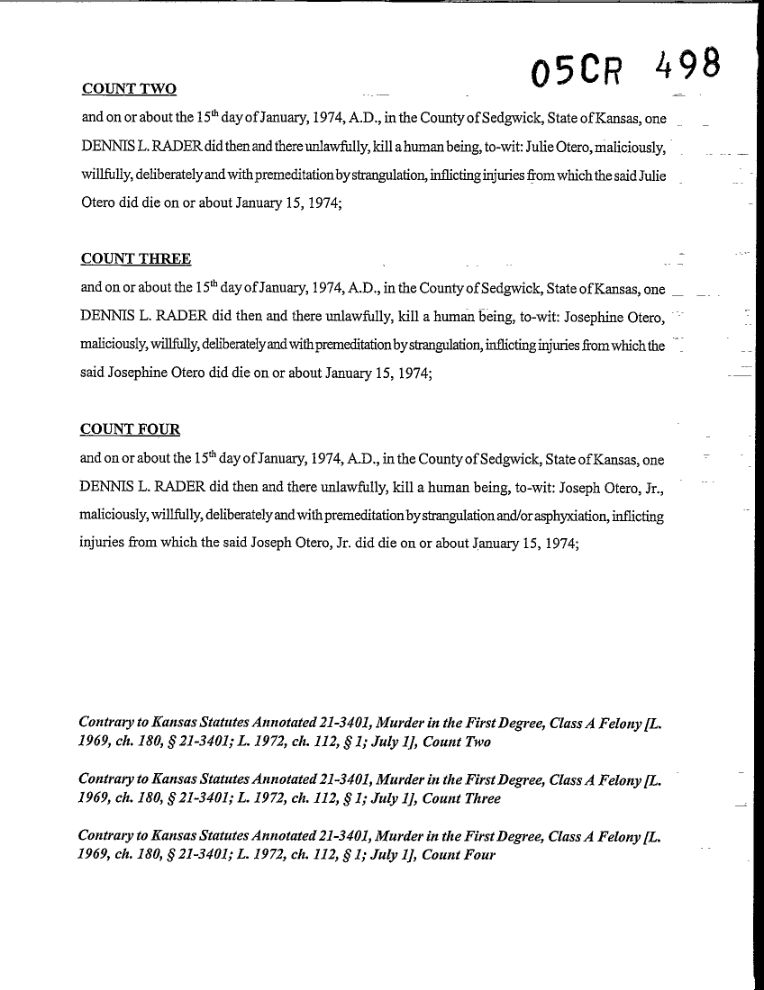 05CR 498
COUNT TWO
and on or about the 15th day of January, 1974, A.D., in the County of Sedgwick, State of Kansas, one
DENNIS L. RADER did then and there unlawfully, kill a human being, to-wit: Julie Otero, maliciously,
willfully, deliberately and with premeditation by strangulation, inflicting injuries from which the said Julie
Otero did die on or about January 15, 1974;
COUNT THREE
and on or about the 15th day of January, 1974, A.D., in the County of Sedgwick, State of Kansas, one
DENNIS L. RADER did then and there unlawfully, kill a human being, to-wit: Josephine Otero,
maliciously, willfully, deliberately and with premeditation by strangulation, inflicting injuries from which the
said Josephine Otero did die on or about January 15, 1974;
COUNT FOUR
and on or about the 15th day of January, 1974, A.D., in the County of Sedgwick, State of Kansas, one
DENNIS L. RADER did then and there unlawfully, kill a human being, to-wit: Joseph Otero, Jr.,
maliciously, willfully, deliberately and with premeditation by strangulation and/or asphyxiation, inflicting
injuries from which the said Joseph Otero, Jr. did die on or about January 15, 1974;
Contrary to Kansas Statutes Annotated 21-3401, Murder in the First Degree, Class A Felony [L.
1969, ch. 180, § 21-3401; L. 1972, ch. 112, § 1; July 1], Count Two
Contrary to Kansas Statutes Annotated 21-3401, Murder in the First Degree, Class A Felony [L.
1969, ch. 180, § 21-3401; L. 1972, ch. 112, § 1; July 1], Count Three
Contrary to Kansas Statutes Annotated 21-3401, Murder in the First Degree, Class A Felony [L.
1969, ch. 180, § 21-3401; L. 1972, ch. 112, § 1; July 1], Count Four